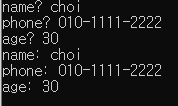 name? choi
phone? 010-1111-2222
age? 30
name: choi
phone: 010-1111-2222
age: 30